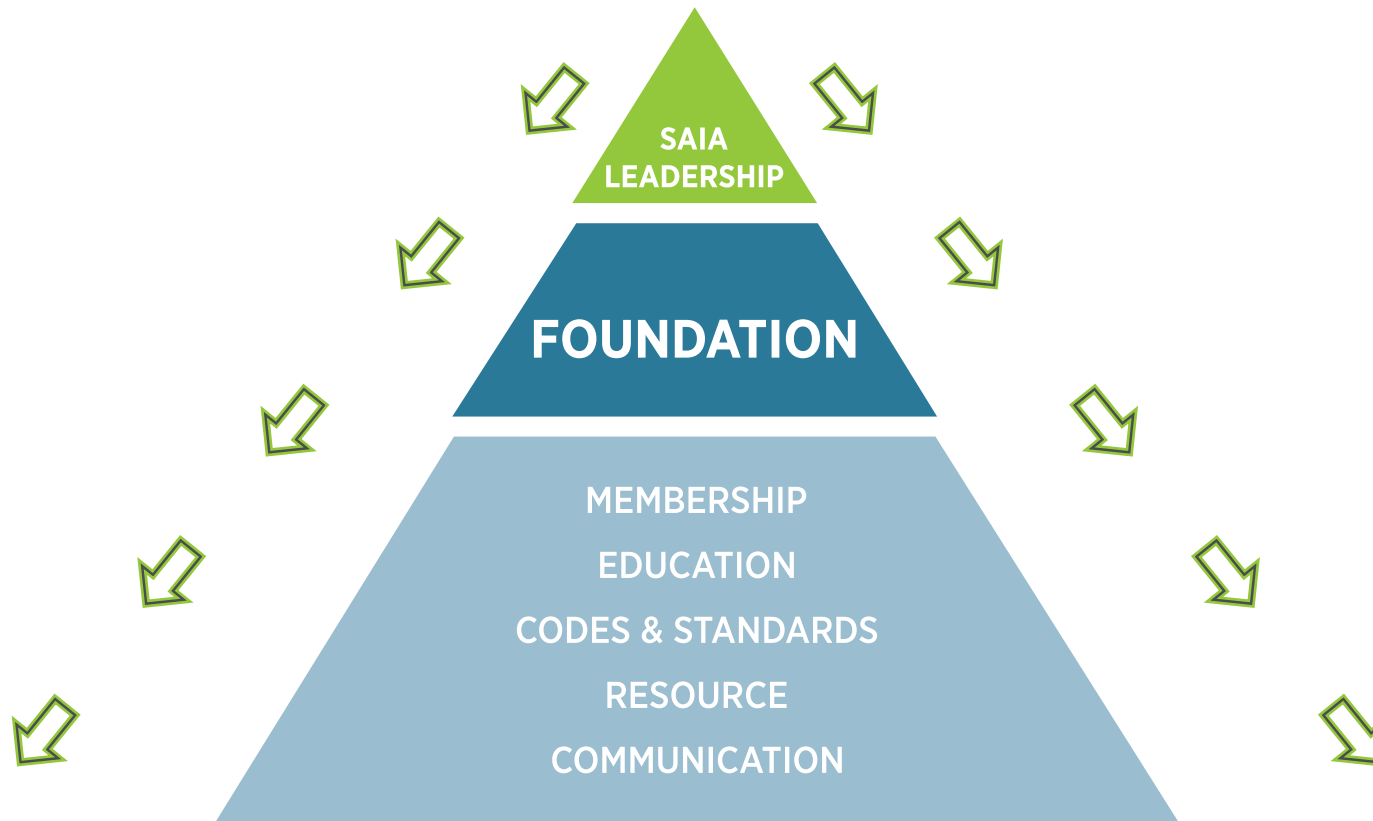 SAIA
LEADERSHIP
FOUNDATION
MEMBERSHIP
EDUCATION
CODES & STANDARDS
RESOURCE
COMMUNICATION